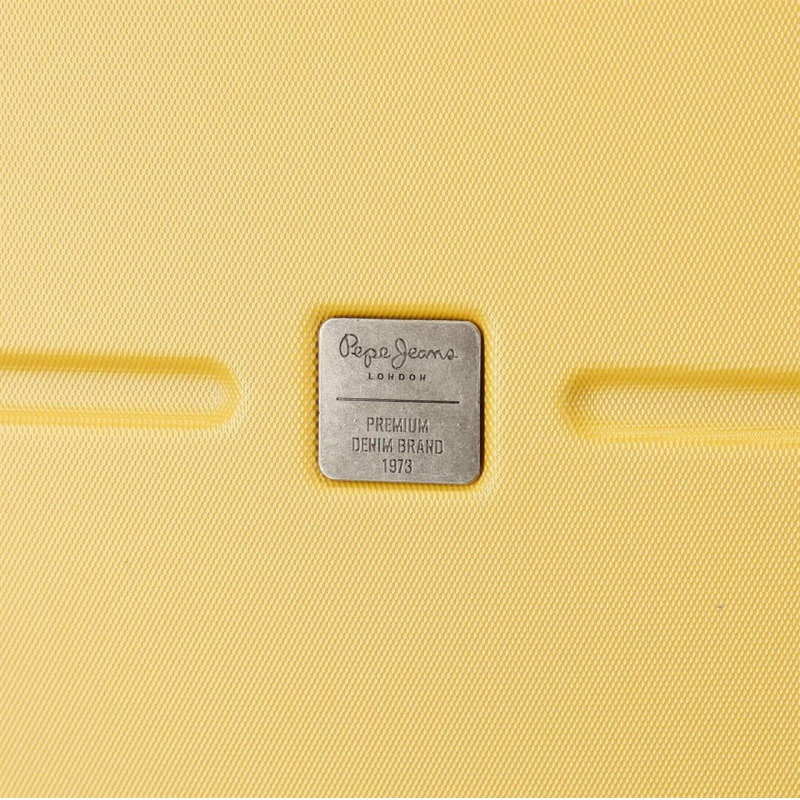 Pepe Jeans
LONDON
PREMIUM
DENIM BRAND
1973